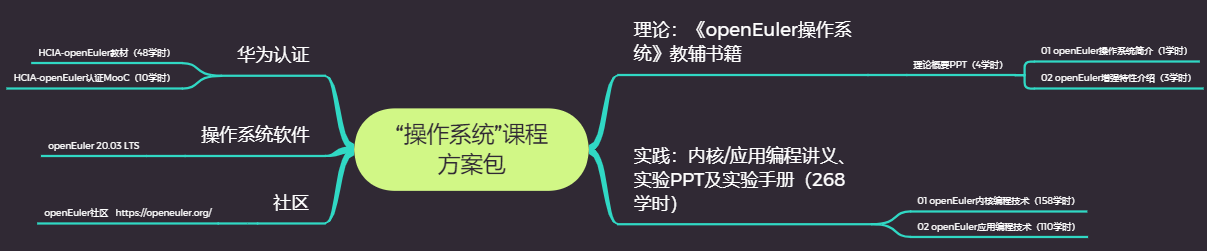 “操作系统”课程
方案包
理论：《openEuler操作系
统》教辅书籍
理论概要PPT（4学时）
01 openEuler操作系统简介（1学时）
02 openEuler增强特性介绍（3学时）
实践：内核/应用编程讲义、
实验PPT及实验手册（268
学时）
01 openEuler内核编程技术（158学时）
02 openEuler应用编程技术（110学时）
华为认证
HCIA-openEuler教材（48学时）
HCIA-openEuler认证MooC（10学时）
操作系统软件
openEuler 20.03 LTS
社区
openEuler社区 https://openeuler.org/